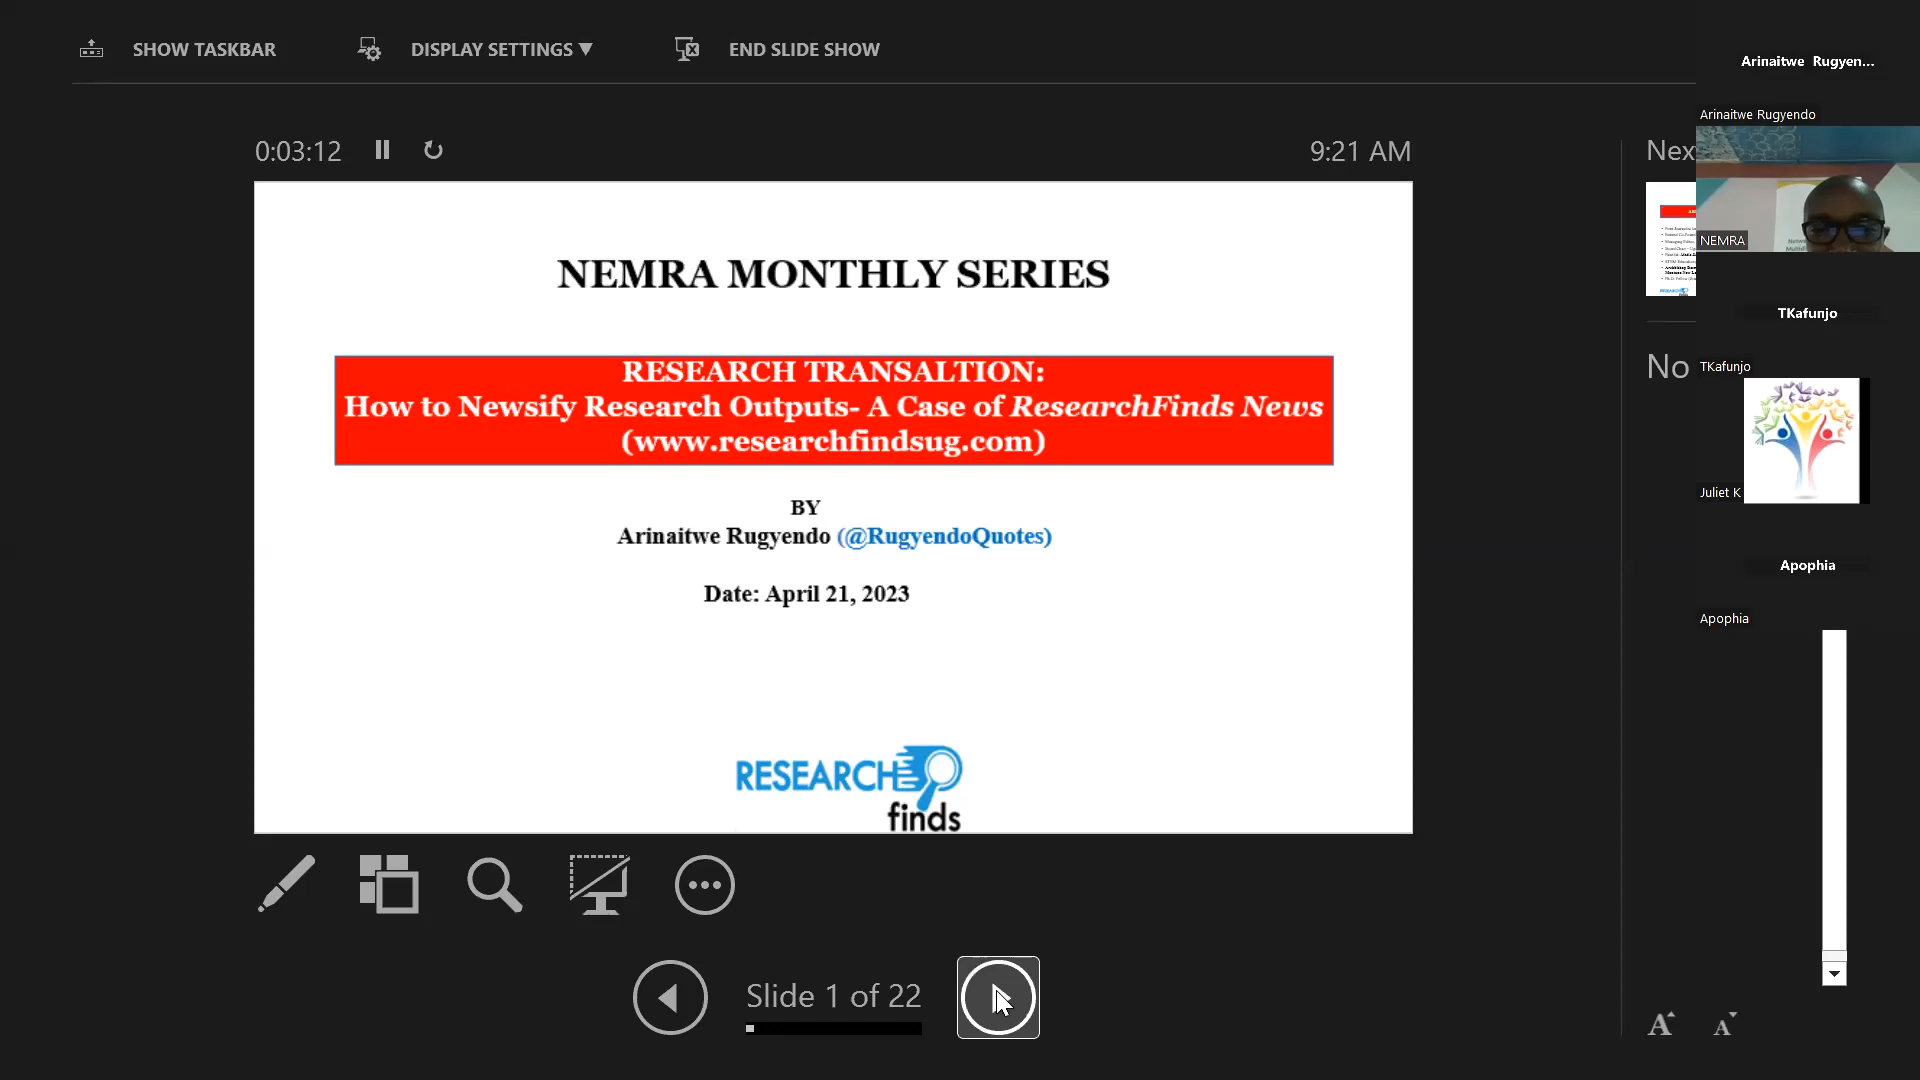 SHOW TASKBAR
DISPLAY SETTINGS ▼
END SLIDE SHOW
0:03:12
9:21 AM
NEMRA MONTHLY SERIES
RESEARCH TRANSALTION:
How to Newsify Research Outputs- A Case of ResearchFinds News
(www.researchfindsug.com)
BY
Arinaitwe Rugyendo (@RugyendoQuotes)
Date: April 21, 2023
RESEARCH
finds
Slide 1 of 22
Nex
No
A A
Arinaitwe Rugyen...
Arinaitwe Rugyendo
NEMRA
TKafunjo
TKafunjo
Juliet K
Apophia
Apophia